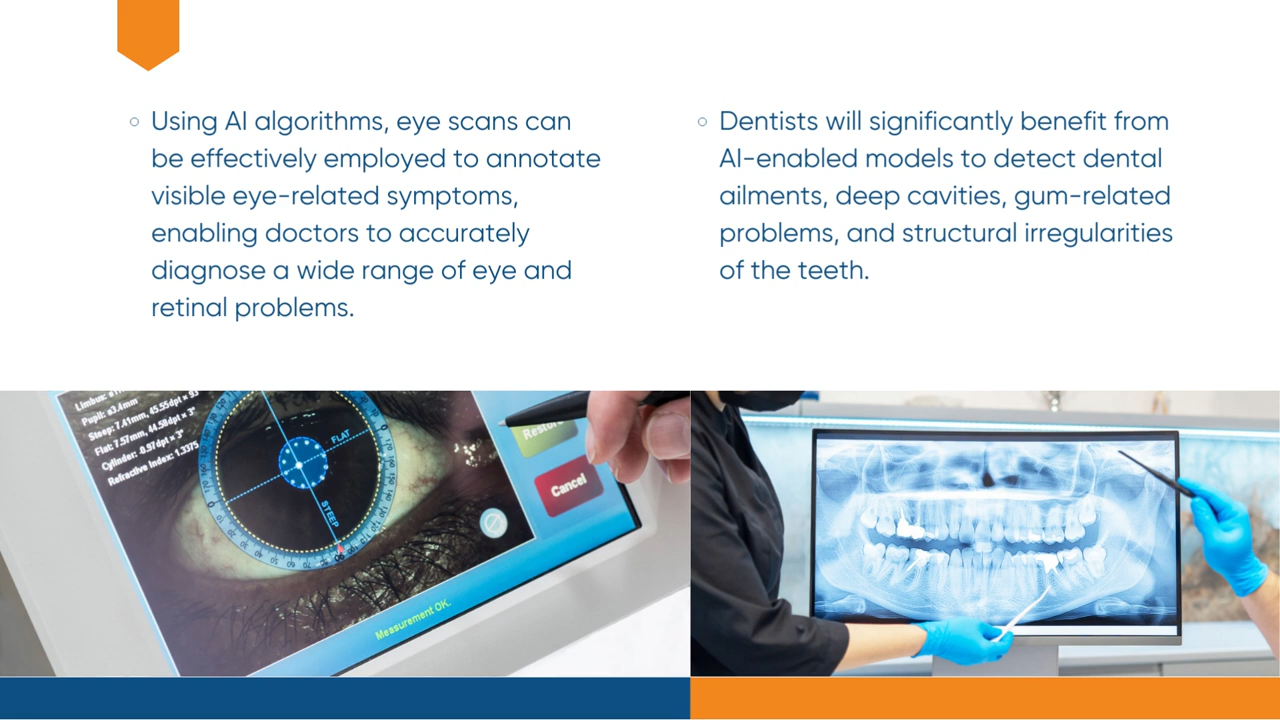 Using AI algorithms, eye scans can
be effectively employed to annotate
visible eye-related symptoms,
enabling doctors to accurately
diagnose a wide range of eye and
retinal problems.
Dentists will significantly benefit from
AI-enabled models to detect dental
ailments, deep cavities, gum-related
problems, and structural irregularities
of the teeth.
Limbus:
Pupil: ø3.4mm
Steep: 7.41mm, 45.55dpt × 93°
Flat: 7.57mm, 44.58dpt × 3°
Cylinder: -0.97dpt × 3°
Refractive Index: 1.3375
FLAT
STEEP
Restore
Cancel
Measurement OK.